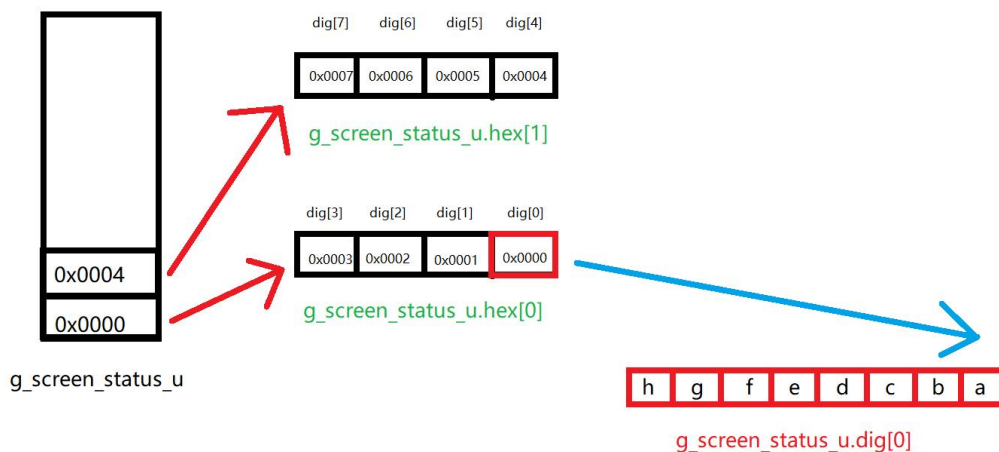 dig[7] dig[6] dig[5] dig[4]
0x0007 0x0006 0x0005 0x0004
g_screen_status_u.hex[1]
dig[3] dig[2] dig[1] dig[0]
0x0003 0x0002 0x0001 0x0000
g_screen_status_u.hex[0]
0x0004
0x0000
g_screen_status_u
h g f e d c b a
g_screen_status_u.dig[0]